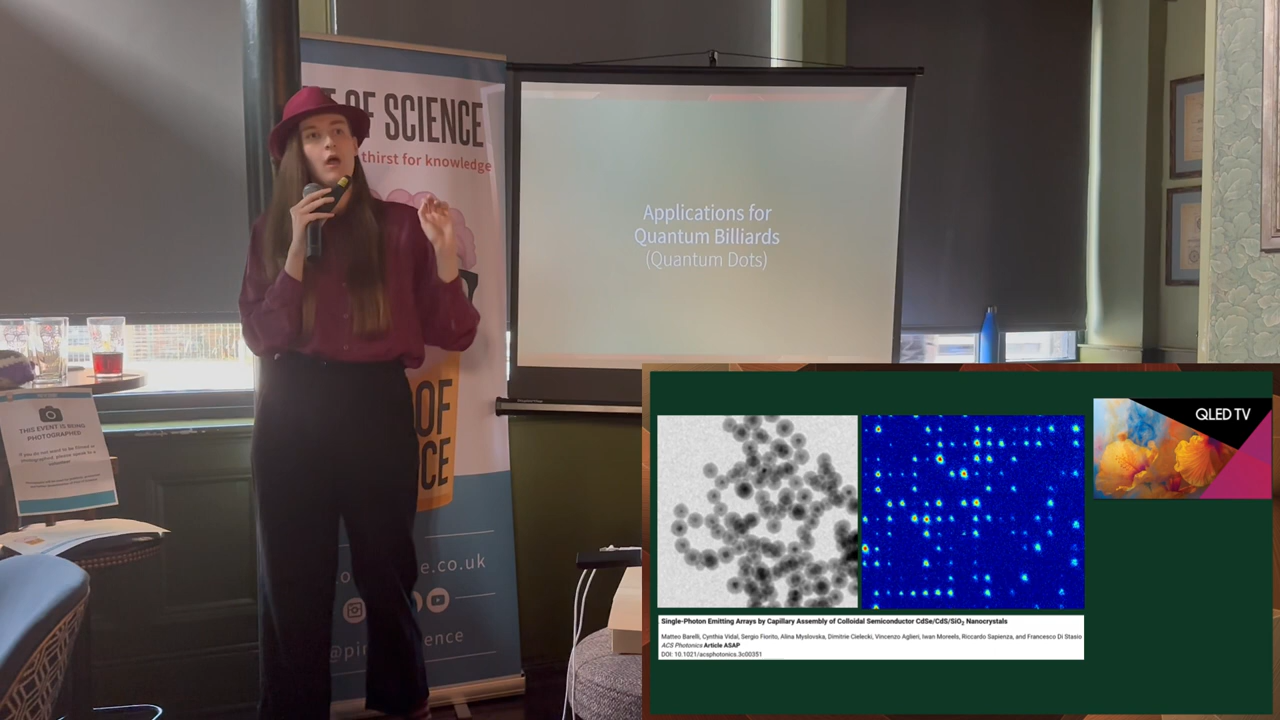 OF SCIENCE
thirst for knowledge
Applications for
Quantum Billiards
(Quantum Dots)
THIS EVENT IS BEING
PHOTOGRAPHED
OF
CE
e.co.uk
ience
QLED TV
Single-Photon Emitting Arrays by Capillary Assembly of Colloidal Semiconductor CdSe/CdS/SiO₂ Nanocrystals
Matteo Barelli, Cynthia Vidal, Sergio Fiorito, Alina Myslovska, Dimitrie Cielecki, Vincenzo Aglieri, Iwan Moreels, Riccardo Sapienza, and Francesco Di Stasio
ACS Photonics Article ASAP
DOI: 10.1021/acsphotonics.3c00351